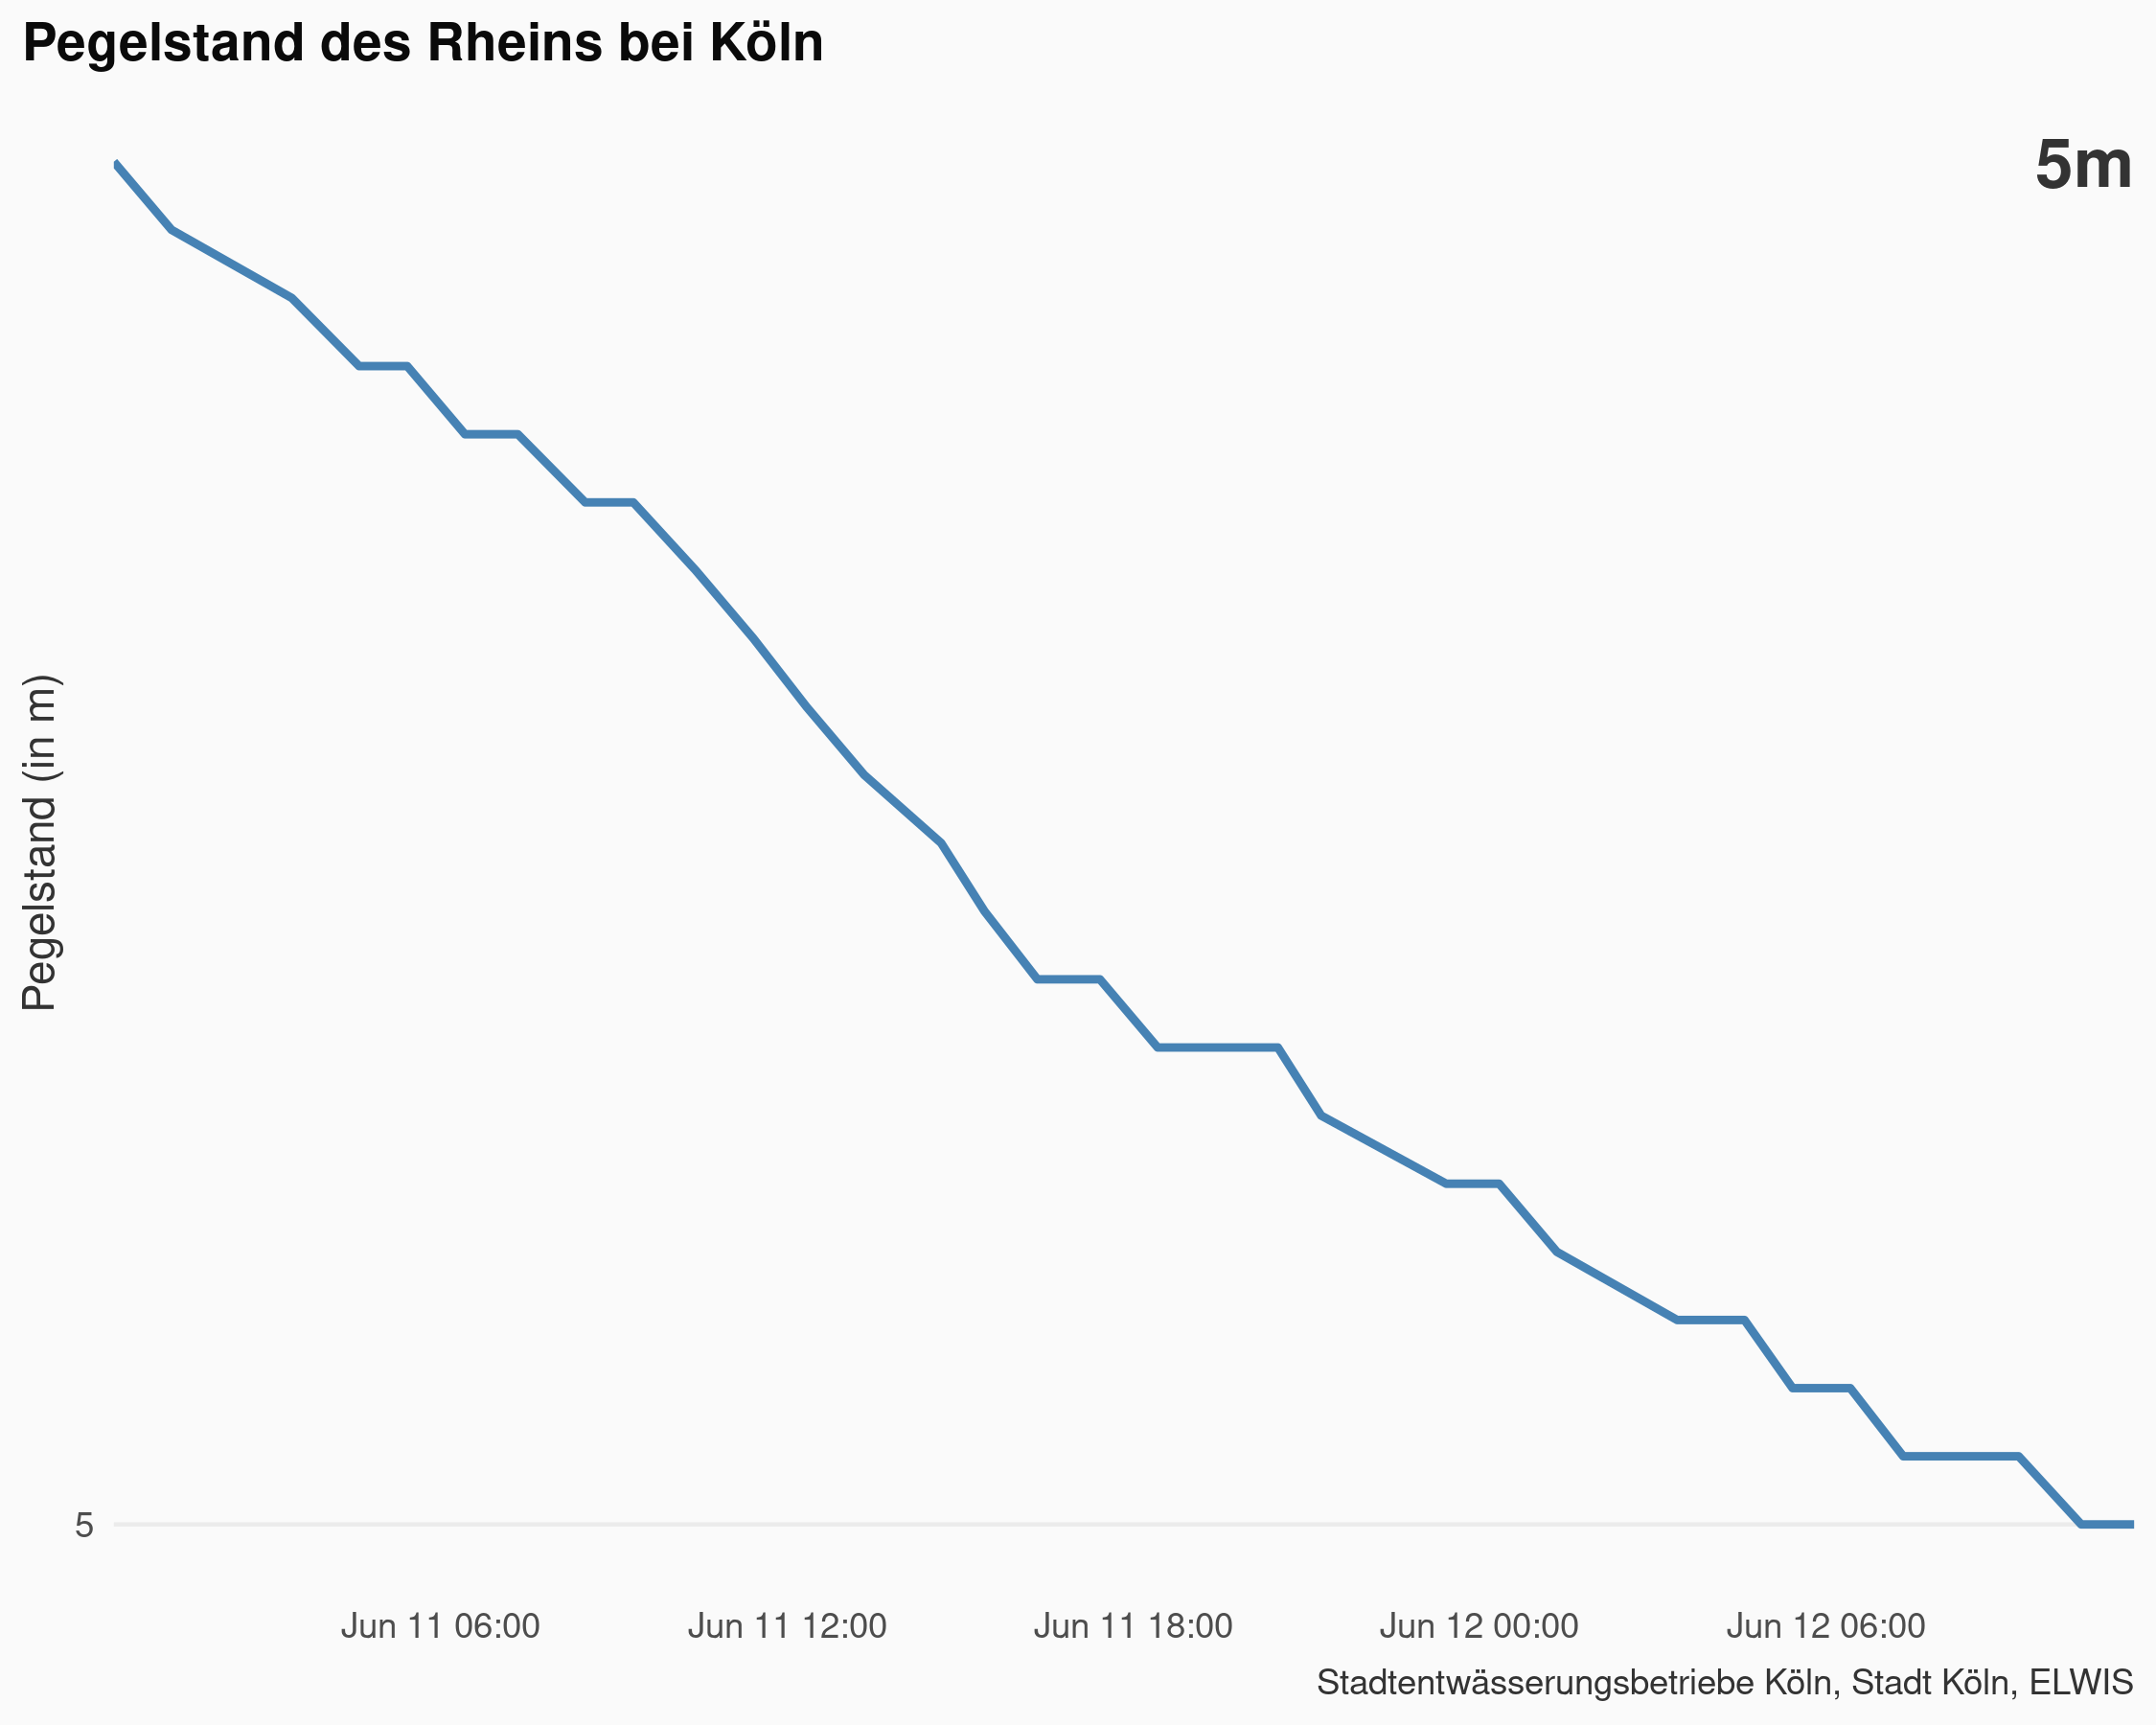 Pegelstand des Rheins bei Köln
5m
Pegelstand (in m)
5
Jun 11 06:00
Jun 11 12:00
Jun 11 18:00
Jun 12 00:00
Jun 12 06:00
Stadtentwässerungsbetriebe Köln, Stadt Köln, ELWIS